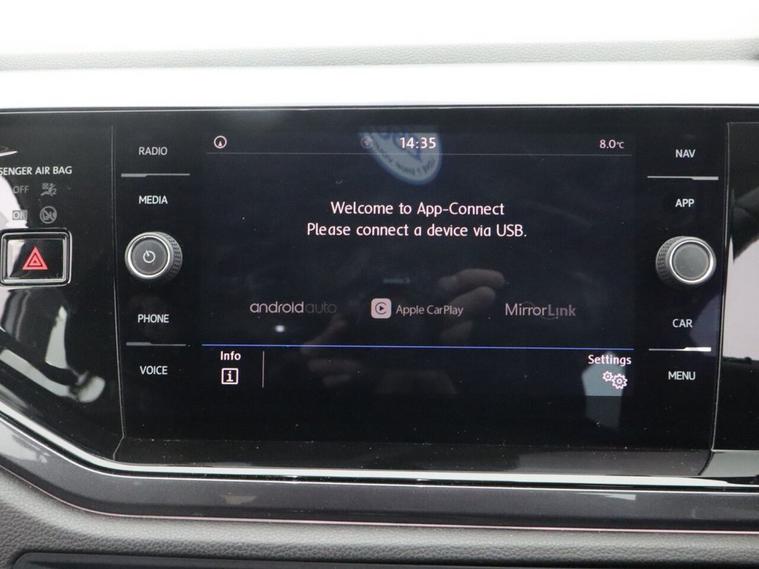 RADIO
MEDIA
PHONE
VOICE
SENGER AIR BAG
OFF
ON
14:35
8.0°C
Welcome to App-Connect
Please connect a device via USB.
androidauto
Apple CarPlay
MirrorLink
Info
i
Settings
NAV
APP
CAR
MENU